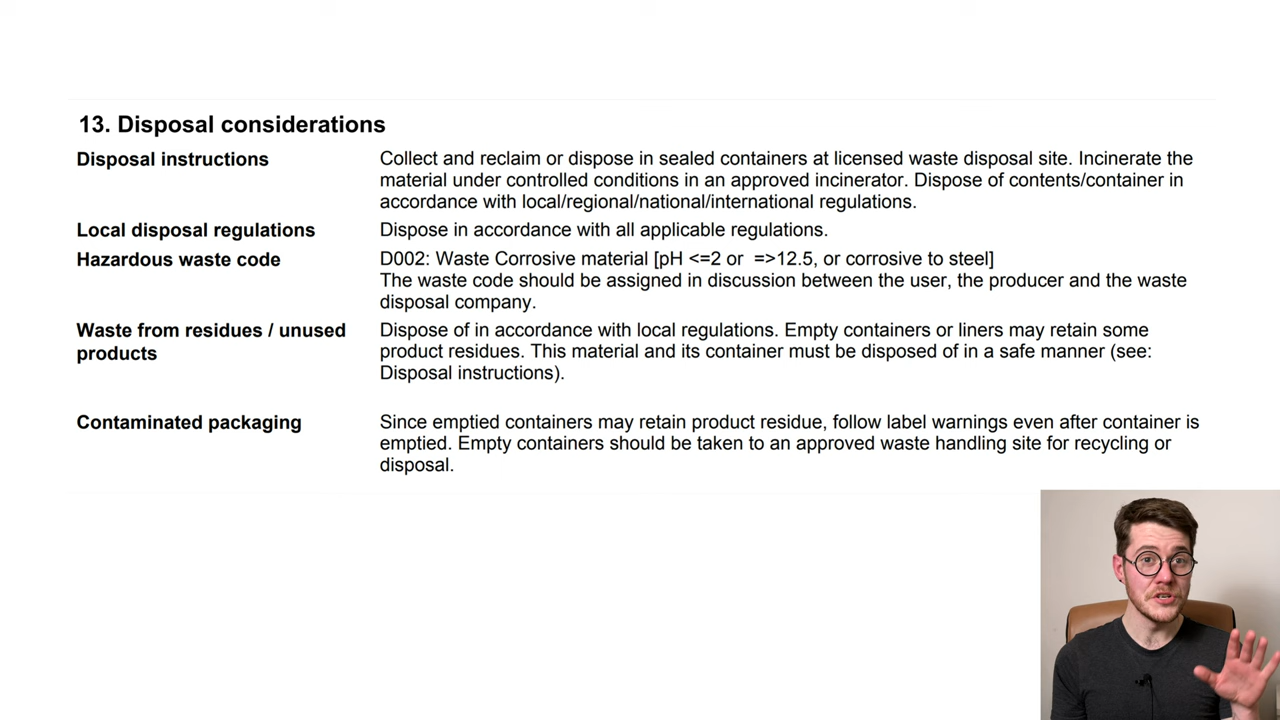 13. Disposal considerations
Disposal instructions
Collect and reclaim or dispose in sealed containers at licensed waste disposal site. Incinerate the
material under controlled conditions in an approved incinerator. Dispose of contents/container in
accordance with local/regional/national/international regulations.
Local disposal regulations
Dispose in accordance with all applicable regulations.
Hazardous waste code
D002: Waste Corrosive material [pH <=2 or  =>12.5, or corrosive to steel]
The waste code should be assigned in discussion between the user, the producer and the waste
disposal company.
Waste from residues / unused
products
Dispose of in accordance with local regulations. Empty containers or liners may retain some
product residues. This material and its container must be disposed of in a safe manner (see:
Disposal instructions).
Contaminated packaging
Since emptied containers may retain product residue, follow label warnings even after container is
emptied. Empty containers should be taken to an approved waste handling site for recycling or
disposal.